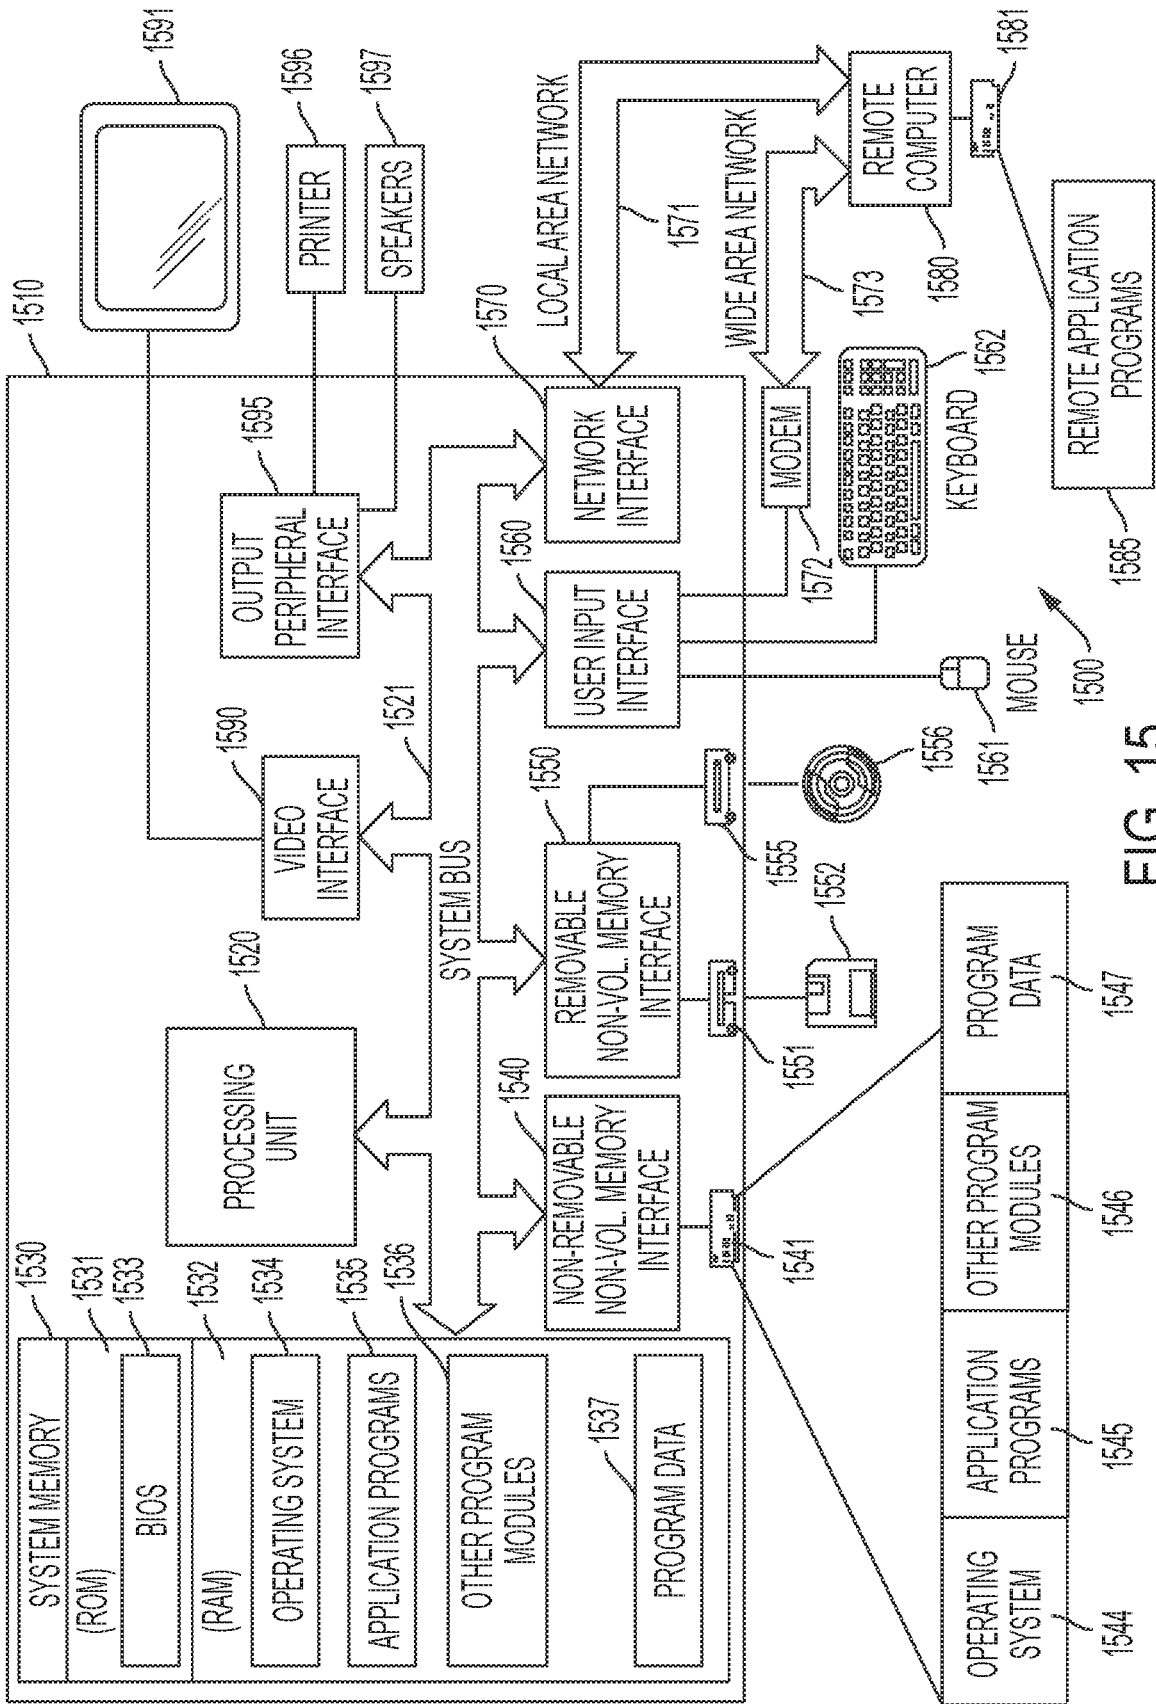 1510
SYSTEM MEMORY
1530
(ROM)
1531
BIOS
1533
(RAM)
1532
OPERATING SYSTEM
1534
APPLICATION PROGRAMS
1535
OTHER PROGRAM
MODULES
1536
PROGRAM DATA
1537
PROCESSING
UNIT
1520
VIDEO
INTERFACE
1590
OUTPUT
PERIPHERAL
INTERFACE
1595
1591
PRINTER
1596
SPEAKERS
1597
SYSTEM BUS
1521
NON-REMOVABLE
NON-VOL. MEMORY
INTERFACE
1540
REMOVABLE
NON-VOL. MEMORY
INTERFACE
1550
USER INPUT
INTERFACE
1560
NETWORK
INTERFACE
1570
LOCAL AREA NETWORK
1571
WIDE AREA NETWORK
1573
MODEM
1572
REMOTE
COMPUTER
1580
1581
1541
1551
1555
1552
1556
MOUSE
1561
KEYBOARD
1562
1500
OPERATING
SYSTEM
1544
APPLICATION
PROGRAMS
1545
OTHER PROGRAM
MODULES
1546
PROGRAM
DATA
1547
REMOTE APPLICATION
PROGRAMS
1585
FIG. 15